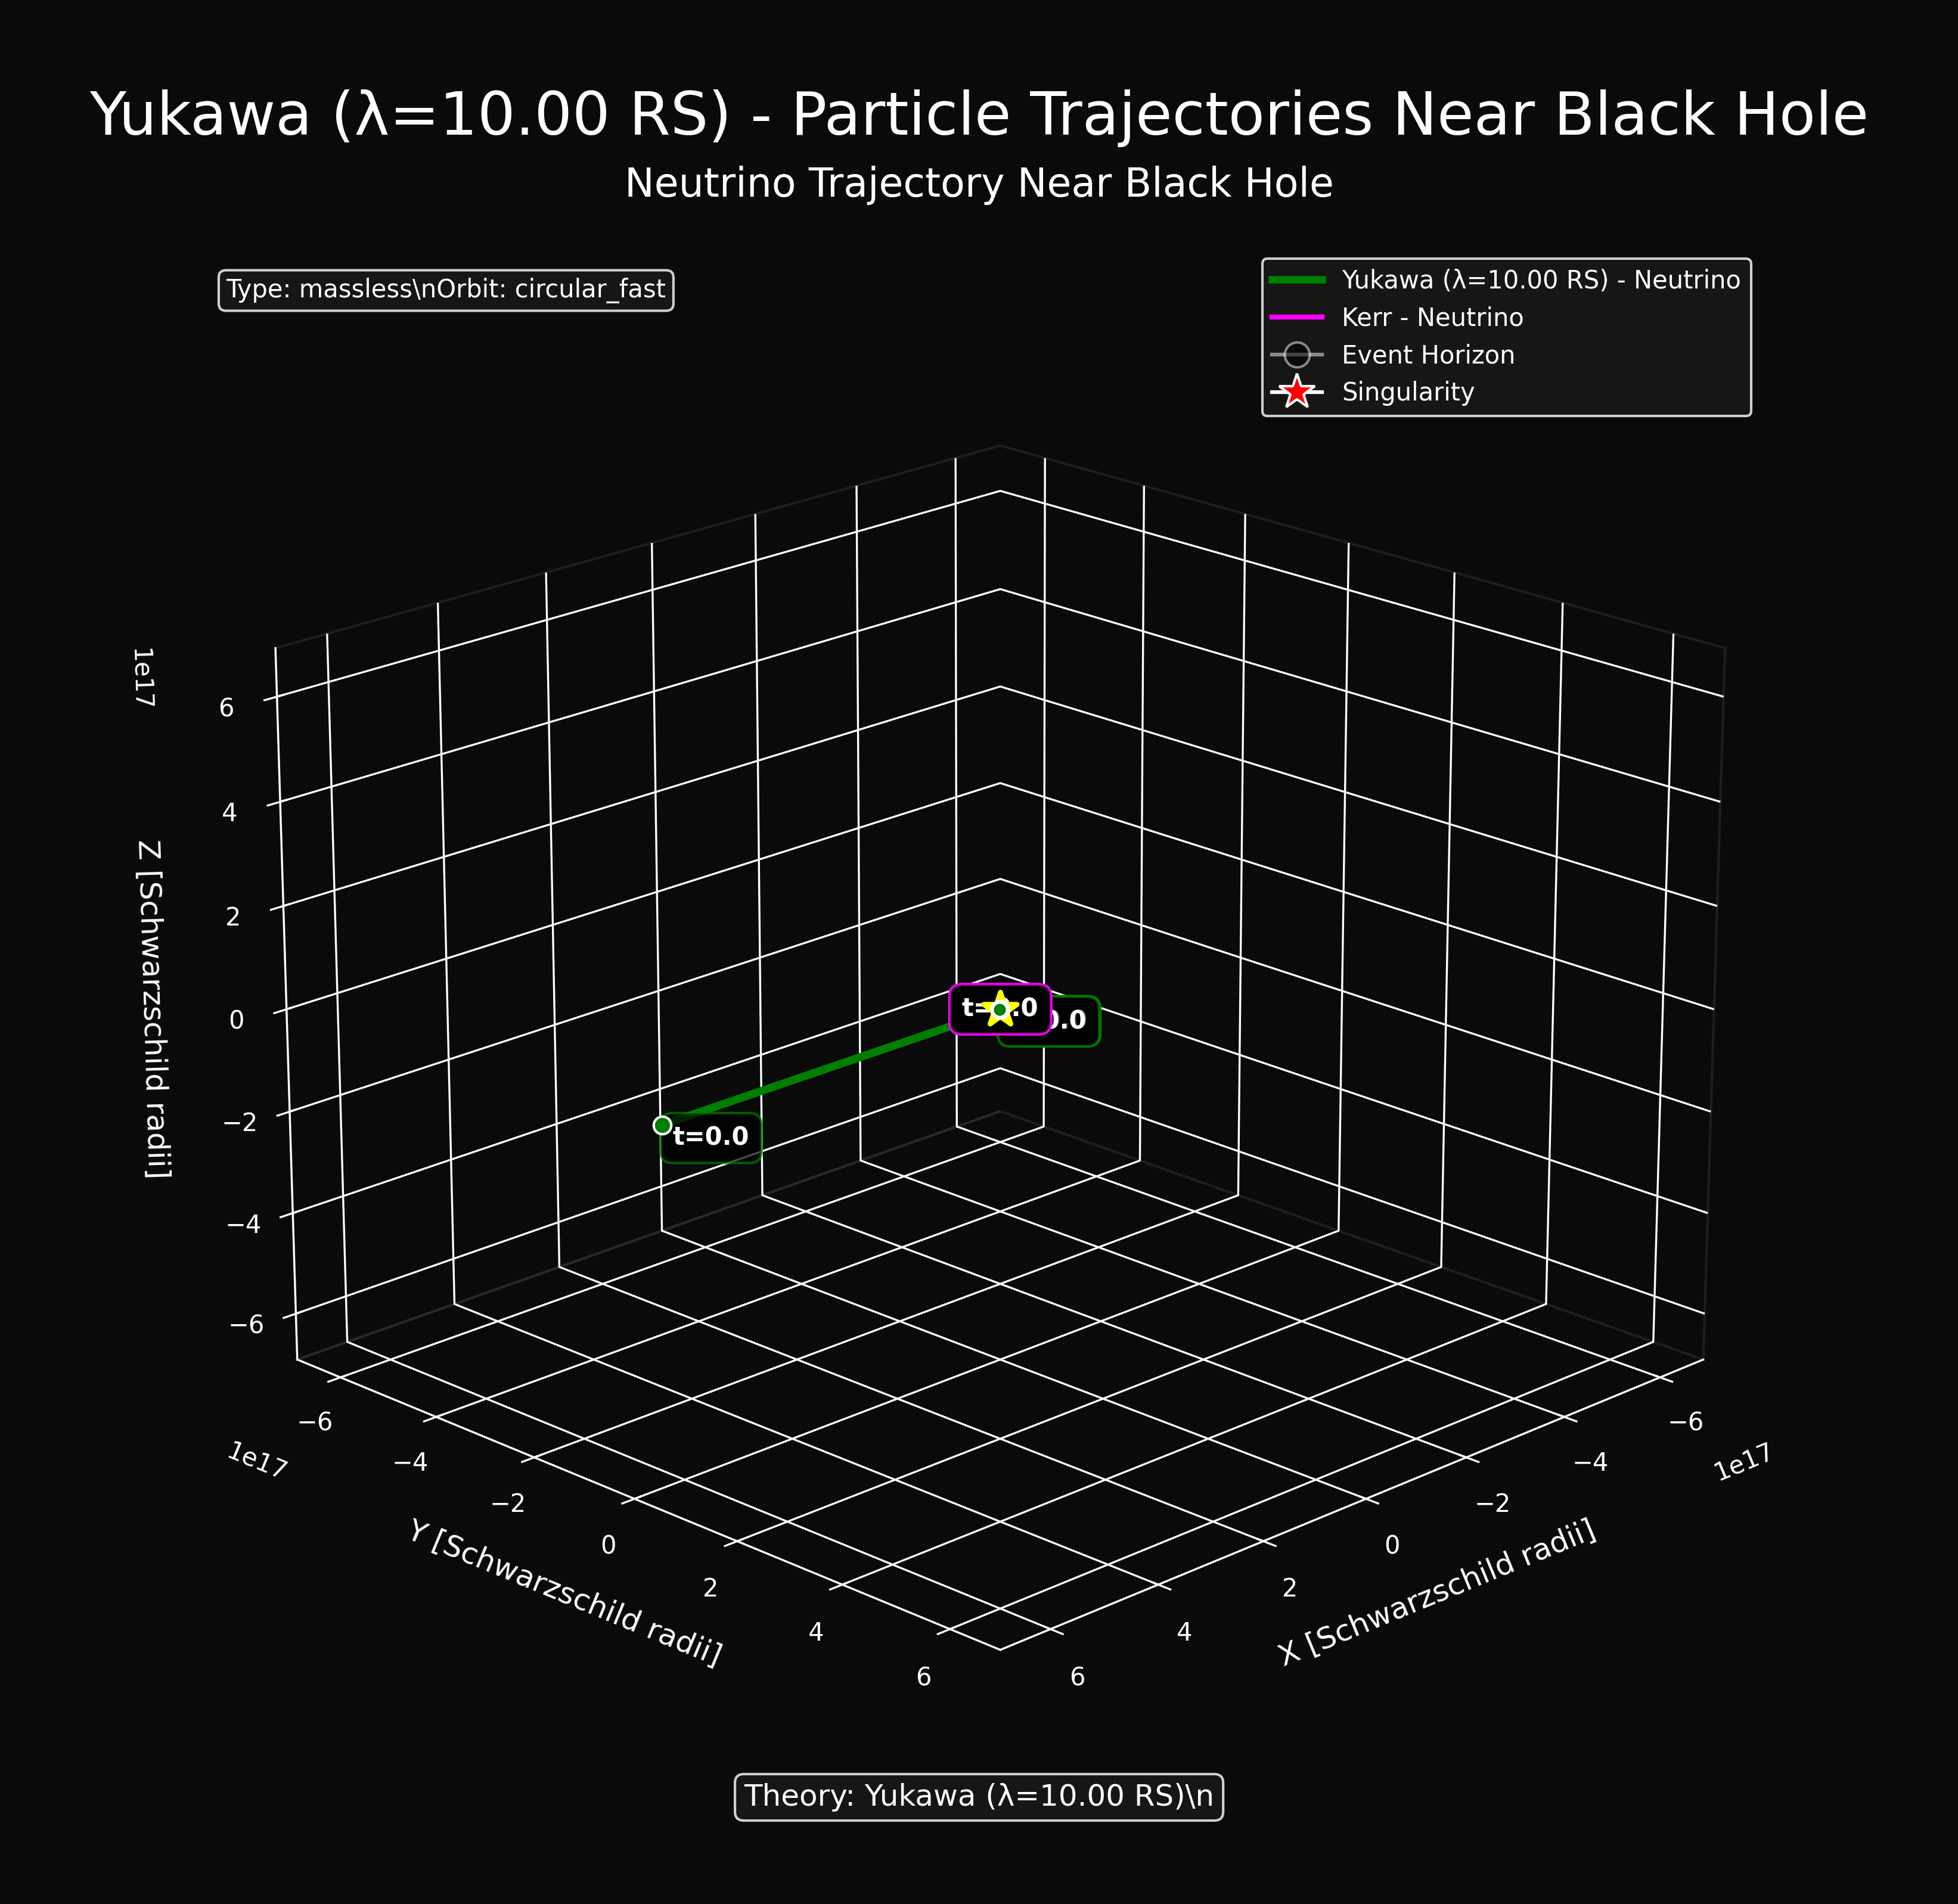 Yukawa (λ=10.00 RS) - Particle Trajectories Near Black Hole
Neutrino Trajectory Near Black Hole
Type: massless\nOrbit: circular_fast
Yukawa (λ=10.00 RS) - Neutrino
Kerr - Neutrino
Event Horizon
Singularity
1e17
6
4
2
0
−2
−4
−6
Z [Schwarzschild radii]
t=0.0
−6
−4
−2
0
2
4
6
1e17
Y [Schwarzschild radii]
−6
−4
−2
0
2
4
6
1e17
X [Schwarzschild radii]
Theory: Yukawa (λ=10.00 RS)\n